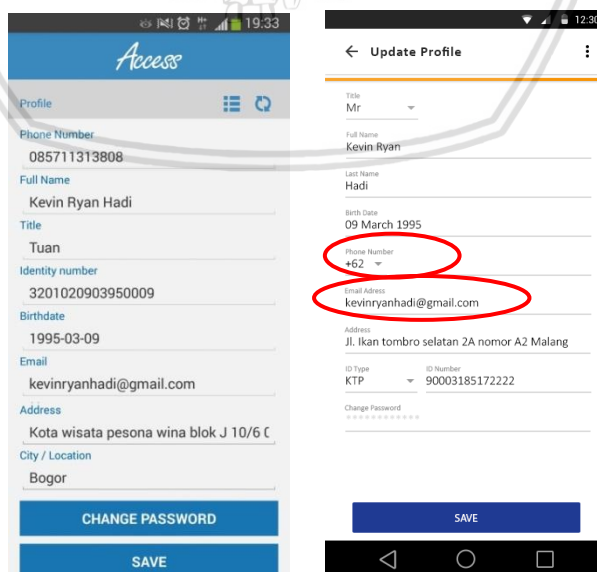 19:33
Access
Profile
Phone Number
085711313808
Full Name
Kevin Ryan Hadi
Title
Tuan
Identity number
3201020903950009
Birthdate
1995-03-09
Email
kevinryanhadi@gmail.com
Address
Kota wisata pesona wina blok J 10/6
City / Location
Bogor
CHANGE PASSWORD
SAVE
12:30
Update Profile
Title
Mr
Full Name
Kevin Ryan
Last Name
Hadi
Birth Date
09 March 1995
Phone Number
+62
Email Adress
kevinryanhadi@gmail.com
Address
Jl. Ikan tombro selatan 2A nomor A2 Malang
ID Type ID Number
KTP 90003185172222
Change Password
************
SAVE